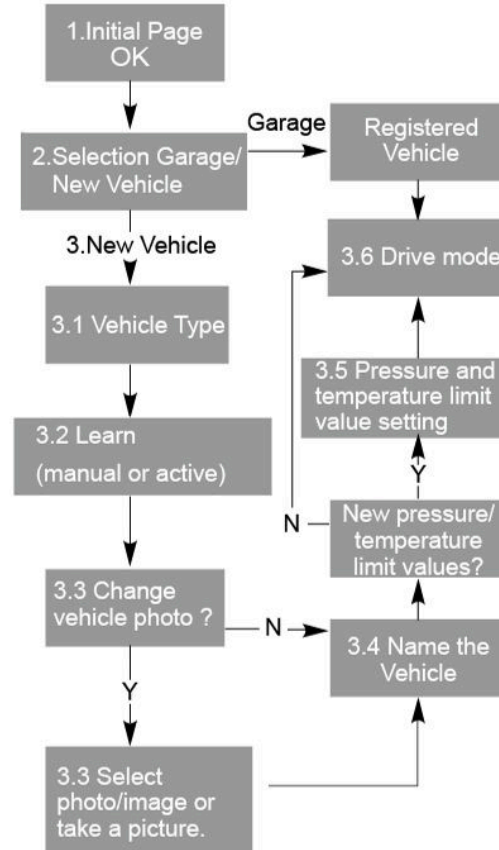 1.Initial Page
OK
2.Selection Garage/
New Vehicle
Garage
Registered
Vehicle
3.New Vehicle
3.6 Drive mode
3.1 Vehicle Type
3.5 Pressure and
temperature limit
value setting
3.2 Learn
(manual or active)
Y
N
New pressure/
temperature
limit values?
3.3 Change
vehicle photo ?
N
3.4 Name the
Vehicle
Y
3.3 Select
photo/image or
take a picture.